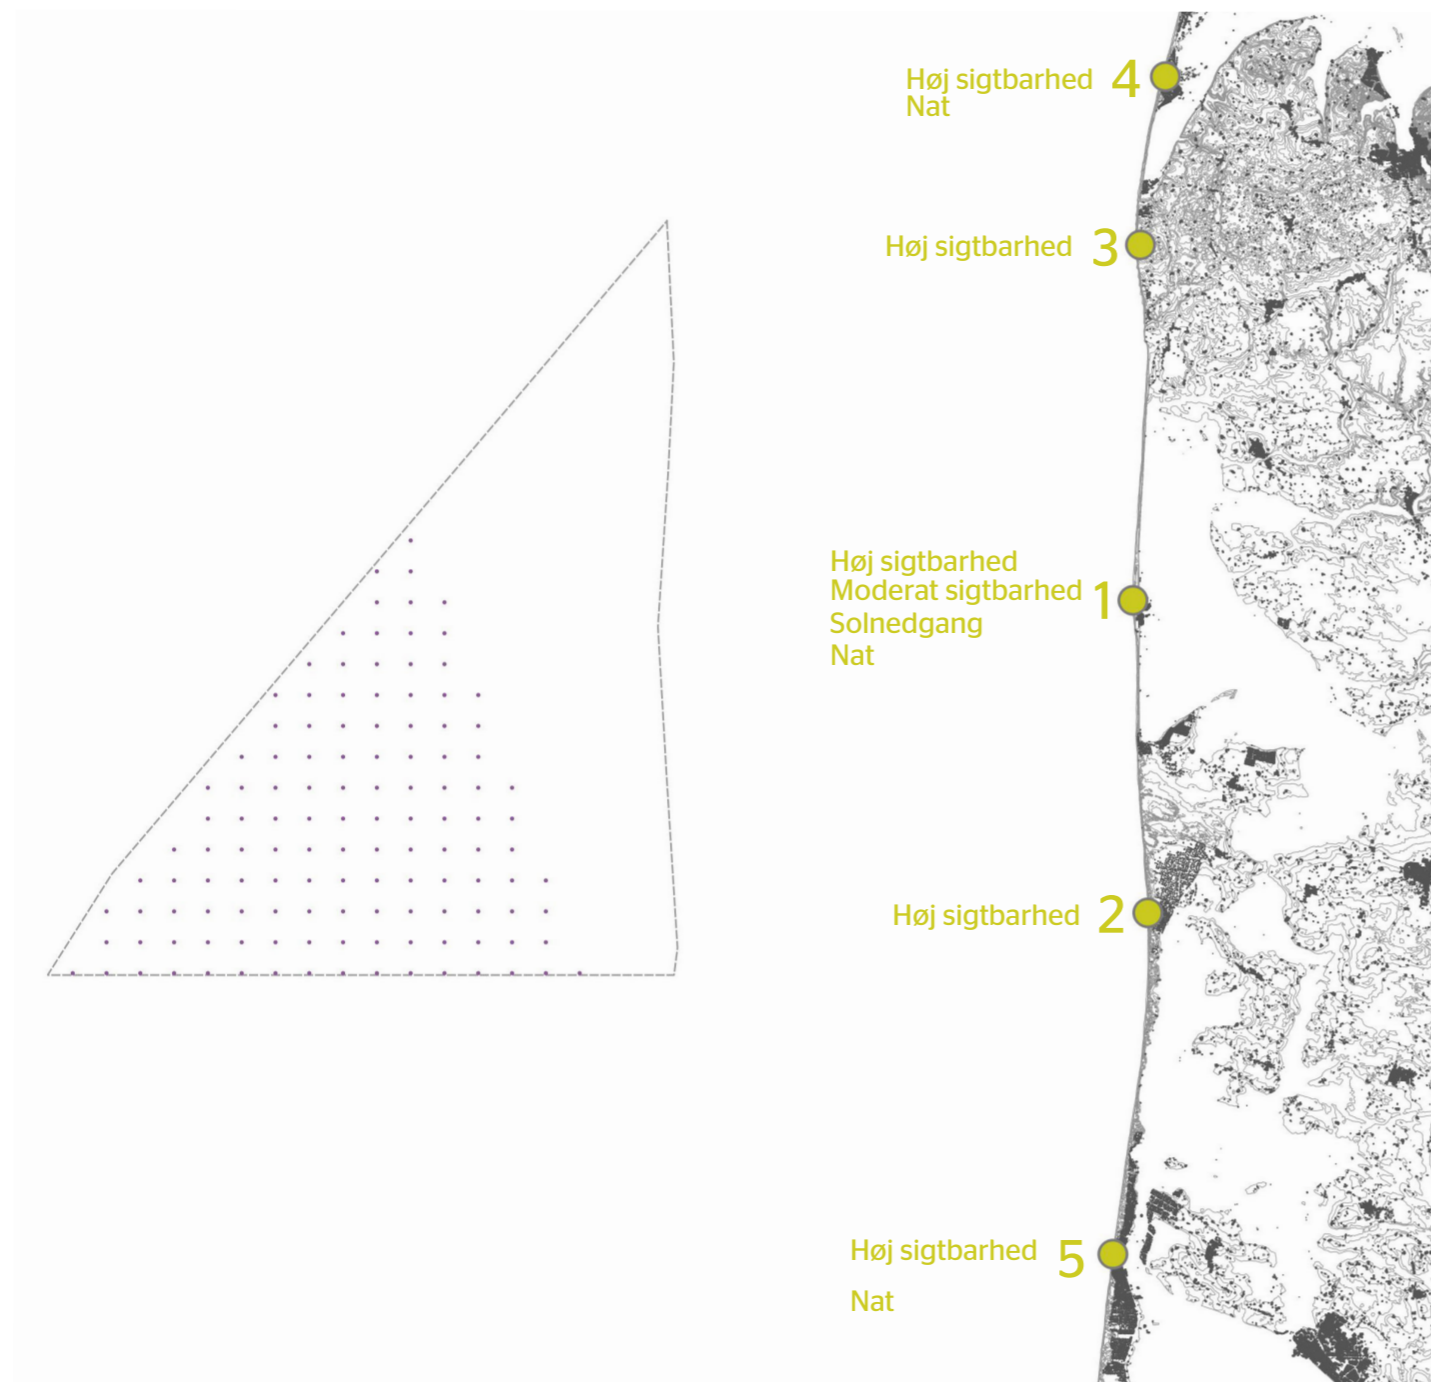 Høj sigtbarhed 4
Nat
Høj sigtbarhed 3
Høj sigtbarhed
Moderat sigtbarhed 1
Solnedgang
Nat
Høj sigtbarhed 2
Høj sigtbarhed 5
Nat